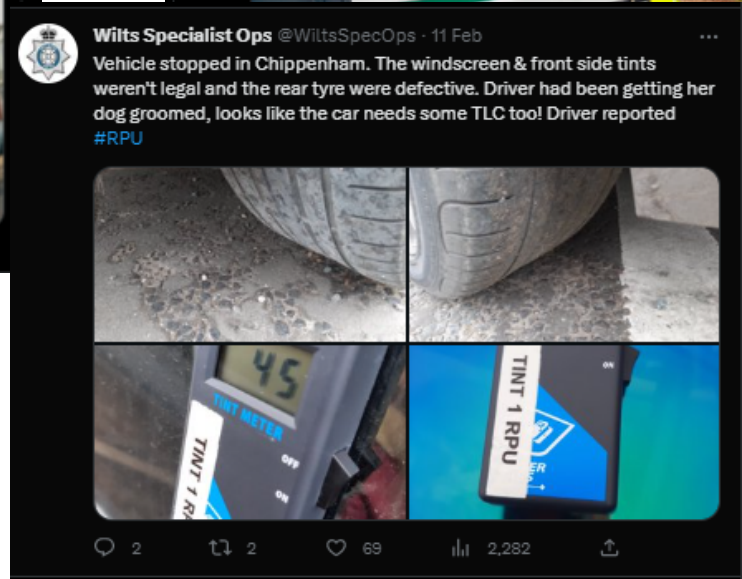 Wilts Specialist Ops @WiltsSpecOps · 11 Feb
Vehicle stopped in Chippenham. The windscreen & front side tints
weren't legal and the rear tyre were defective. Driver had been getting her
dog groomed, looks like the car needs some TLC too! Driver reported
#RPU
45
TINT METER
OFF
ON
TINT 1 RP
ON
TINT 1 RPU
ER
2
2
69
2,282